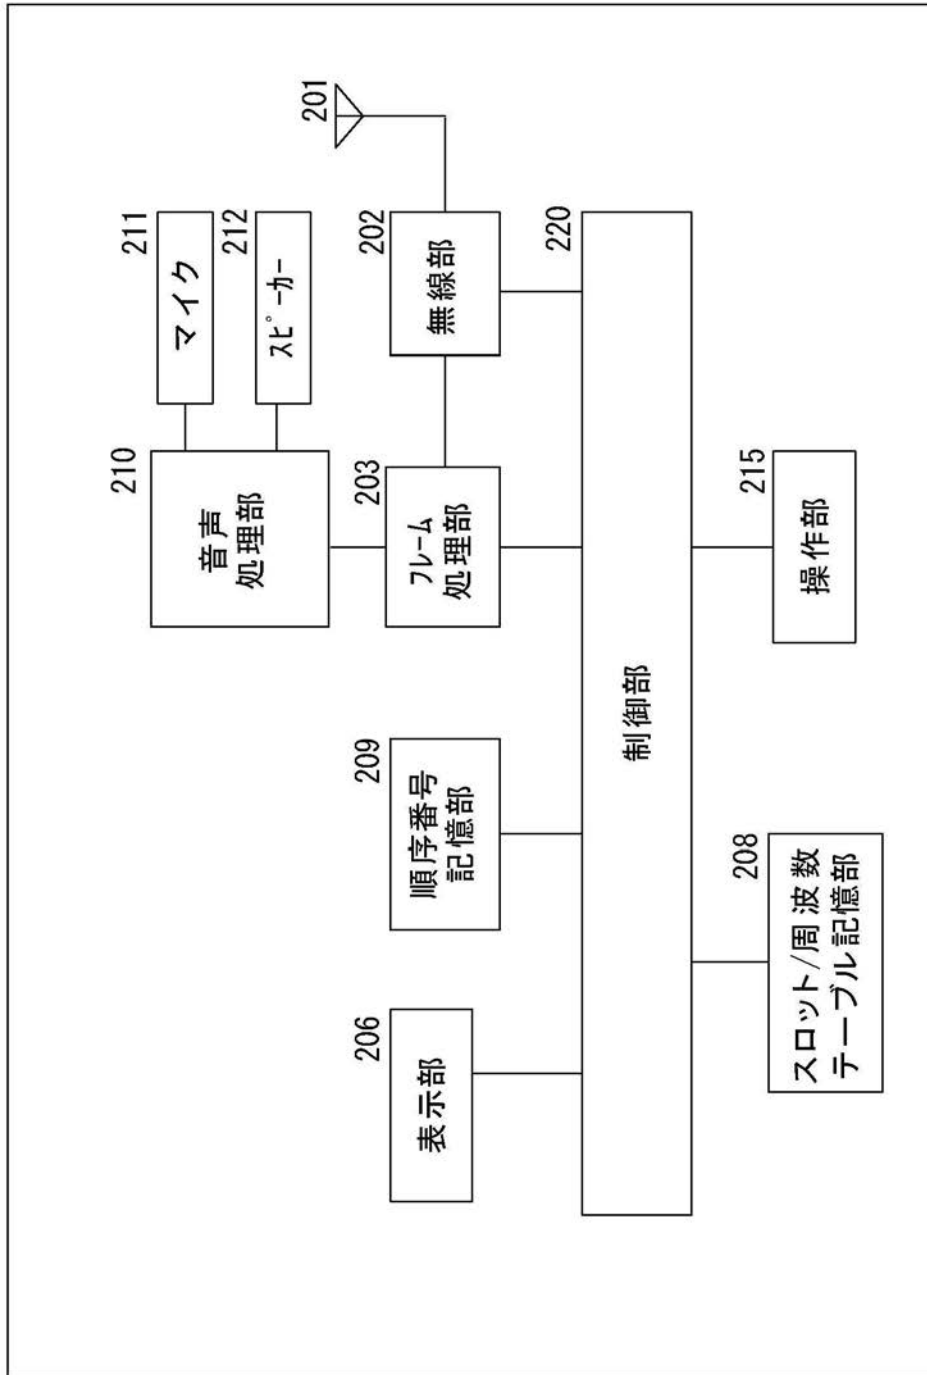 211
マイク
212
ｽﾋﾟｰｶｰ
201
210
音声
処理部
203
ﾌﾚｰﾑ
処理部
202
無線部
206
表示部
209
順序番号
記憶部
220
制御部
208
スロット/周波数
テーブル記憶部
215
操作部